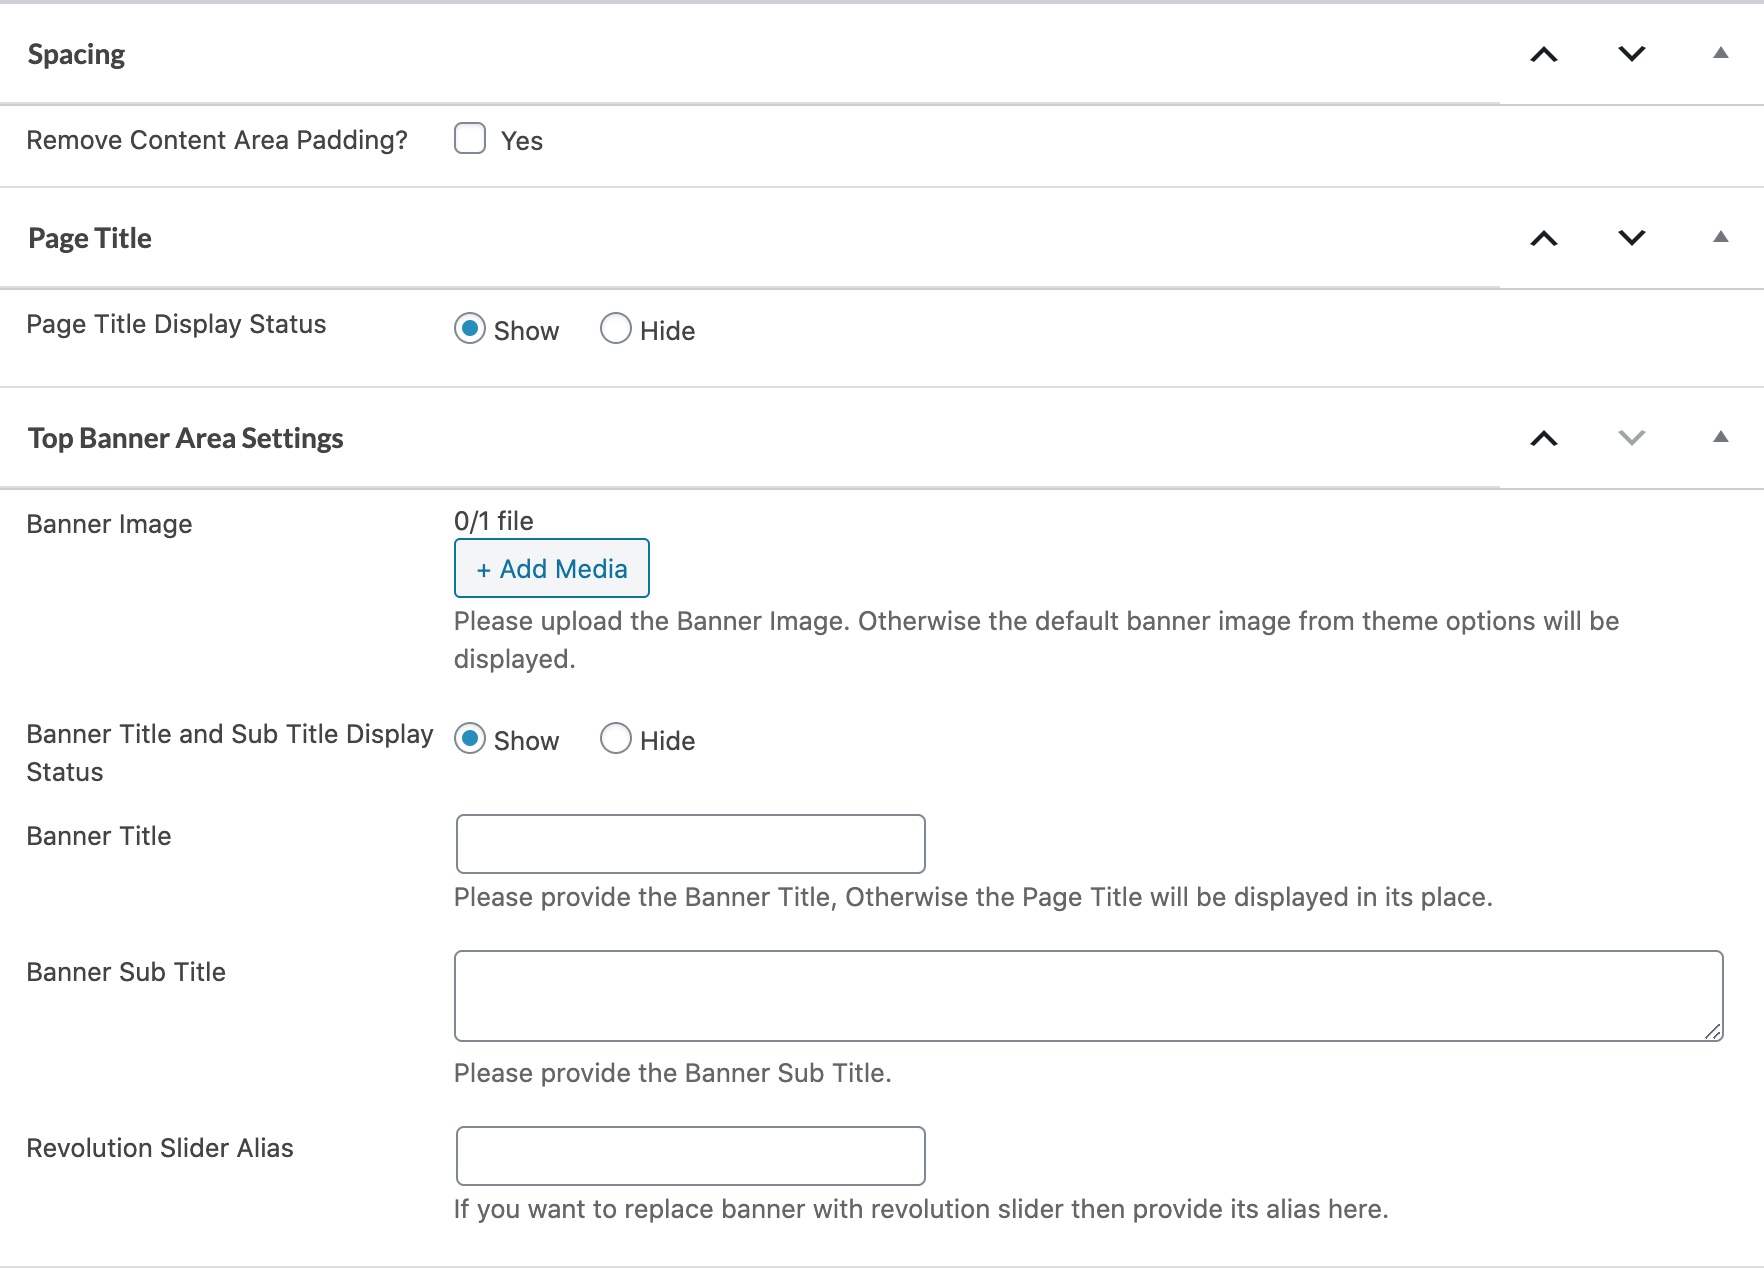 Spacing
Remove Content Area Padding? Yes
Page Title
Page Title Display Status Show Hide
Top Banner Area Settings
Banner Image 0/1 file
+ Add Media
Please upload the Banner Image. Otherwise the default banner image from theme options will be
displayed.
Banner Title and Sub Title Display Show Hide
Status
Banner Title
Please provide the Banner Title, Otherwise the Page Title will be displayed in its place.
Banner Sub Title
Please provide the Banner Sub Title.
Revolution Slider Alias
If you want to replace banner with revolution slider then provide its alias here.